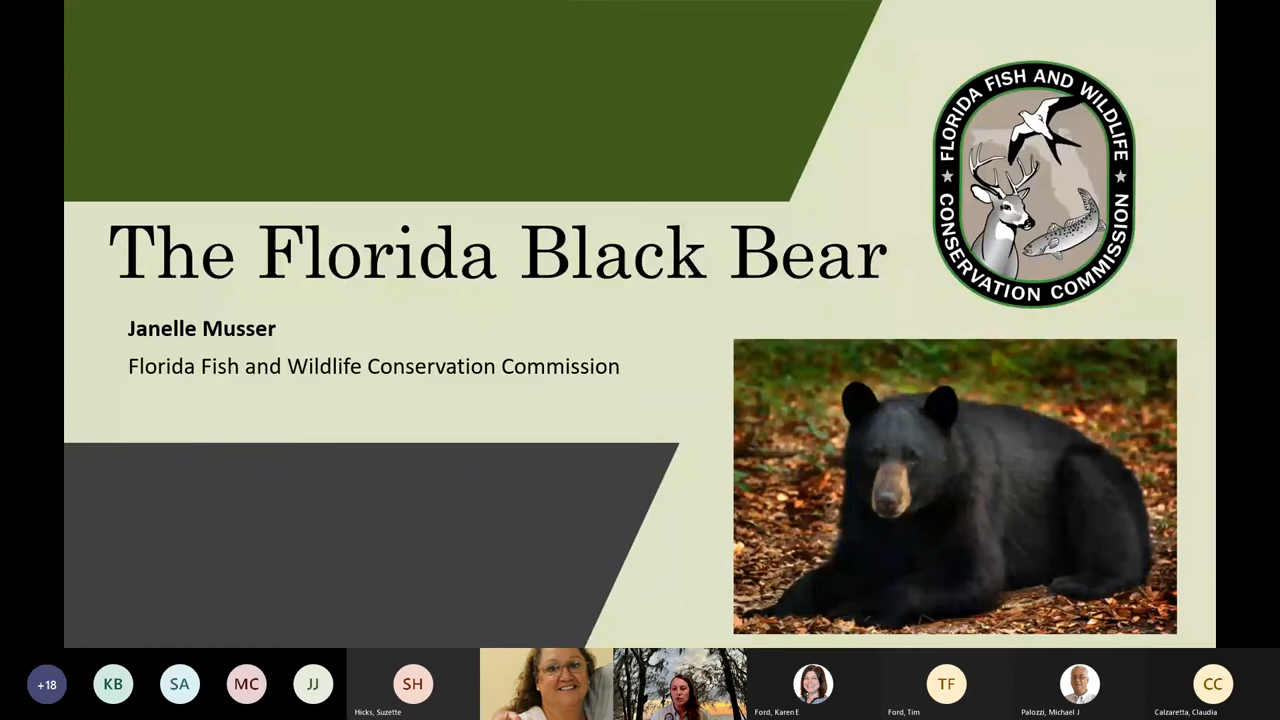 The Florida Black Bear
Janelle Musser
Florida Fish and Wildlife Conservation Commission
FLORIDA FISH AND WILDLIFE
CONSERVATION COMMISSION
+18
KB
SA
MC
JJ
SH
TF
CC
Hicks, Suzette
Ford, Karen E
Ford, Tim
Palozzi, Michael J
Calzaretta, Claudia